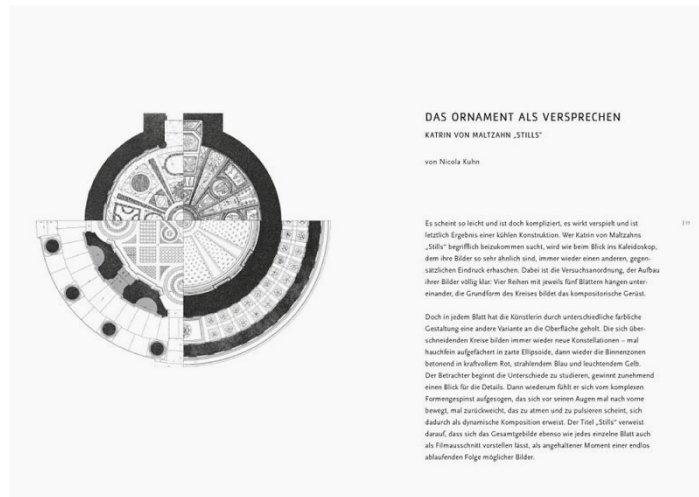 DAS ORNAMENT ALS VERSPRECHEN
KATRIN VON MALTZAHN „STILLS“
von Nicola Kuhn
Es scheint so leicht und ist doch kompliziert, es wirkt verspielt und ist
letztlich Ergebnis einer kühlen Konstruktion. Wer Katrin von Maltzahns
„Stills“ begrifflich beizukommen sucht, wird wie beim Blick ins Kaleidoskop,
dem ihre Bilder so sehr ähnlich sind, immer wieder einen anderen, gegen-
sätzlichen Eindruck erhaschen. Dabei ist die Versuchsanordnung, der Aufbau
ihrer Bilder völlig klar: Vier Reihen mit jeweils fünf Blättern hängen unter-
einander, die Grundform des Kreises bildet das kompositorische Gerüst.
Doch in jedem Blatt hat die Künstlerin durch unterschiedliche farbliche
Gestaltung eine andere Variante an die Oberfläche geholt. Die sich über-
schneidenden Kreise bilden immer wieder neue Konstellationen – mal
hauchfein aufgefächert in zarte Ellipsoide, dann wieder die Binnenzonen
betonend in kraftvollem Rot, strahlendem Blau und leuchtendem Gelb.
Der Betrachter beginnt die Unterschiede zu studieren, gewinnt zunehmend
einen Blick für die Details. Dann wiederum fühlt er sich vom komplexen
Formengespinst aufgesogen, das sich vor seinen Augen mal nach vorne
bewegt, mal zurückweicht, das zu atmen und zu pulsieren scheint, sich
dadurch als dynamische Komposition erweist. Der Titel „Stills“ verweist
darauf, dass sich das Gesamtgebilde ebenso wie jedes einzelne Blatt auch
als Filmausschnitt vorstellen lässt, als angehaltener Moment einer endlos
ablaufenden Folge möglicher Bilder.